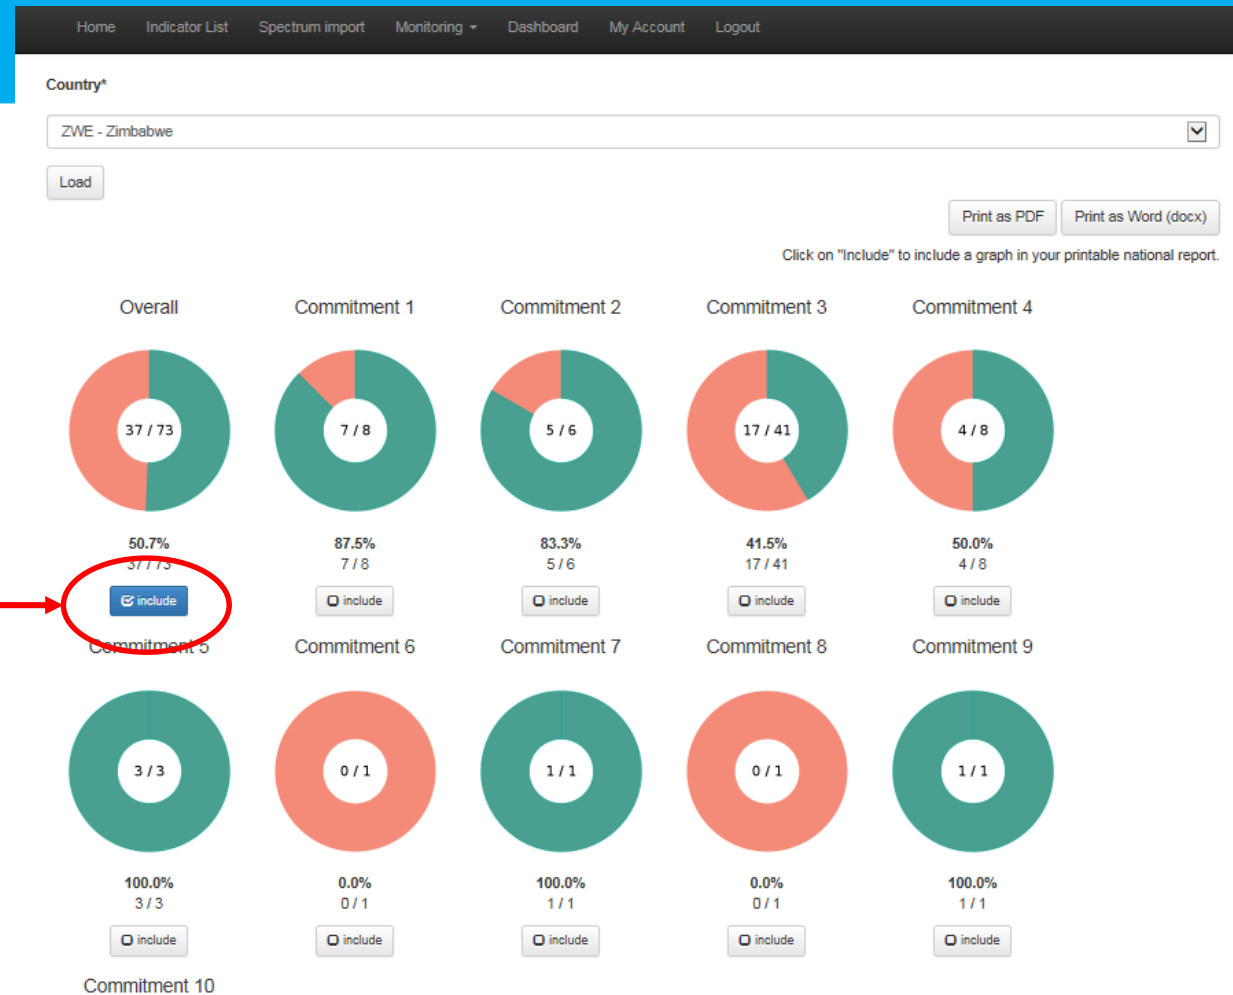 Home Indicator List Spectrum import Monitoring Dashboard My Account Logout
Country*
ZWE - Zimbabwe
Load
Print as PDF Print as Word (docx)
Click on "Include" to include a graph in your printable national report.
Overall Commitment 1 Commitment 2 Commitment 3 Commitment 4
37 / 73 7 / 8 5 / 6 17 / 41 4 / 8
50.7% 87.5% 83.3% 41.5% 50.0%
37 / 73 7 / 8 5 / 6 17 / 41 4 / 8
include include include include include
Commitment 5 Commitment 6 Commitment 7 Commitment 8 Commitment 9
3 / 3 0 / 1 1 / 1 0 / 1 1 / 1
100.0% 0.0% 100.0% 0.0% 100.0%
3 / 3 0 / 1 1 / 1 0 / 1 1 / 1
include include include include include
Commitment 10